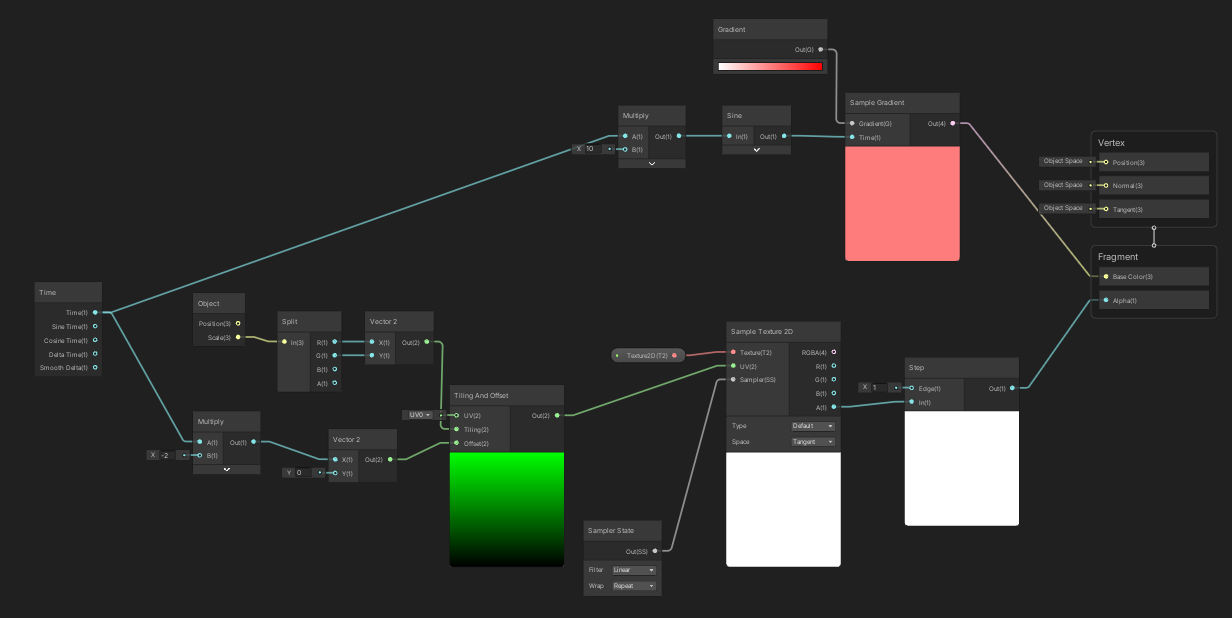 Gradient
Out(G)
Sample Gradient
Gradient(G) Out(4)
Time(1)
Multiply
A(1) Out(1)
X 10 B(1)
Sine
In(1) Out(1)
Vertex
Object Space Position(3)
Object Space Normal(3)
Object Space Tangent(3)
Fragment
Base Color(3)
Alpha(1)
Time
Time(1)
Sine Time(1)
Cosine Time(1)
Delta Time(1)
Smooth Delta(1)
Object
Position(3)
Scale(3)
Split
In(3) R(1)
G(1)
B(1)
A(1)
Vector 2
X(1) Out(2)
Y(1)
Multiply
A(1) Out(1)
X -2 B(1)
Vector 2
X(1) Out(2)
Y 0 Y(1)
Tiling And Offset
UV0 UV(2) Out(2)
Tiling(2)
Offset(2)
Texture2D(T2)
Sampler State
Out(SS)
Filter Linear
Wrap Repeat
Sample Texture 2D
Texture(T2) RGBA(4)
UV(2) R(1)
Sampler(SS) G(1)
B(1)
A(1)
Type Default
Space Tangent
Step
X 1 Edge(1) Out(1)
In(1)